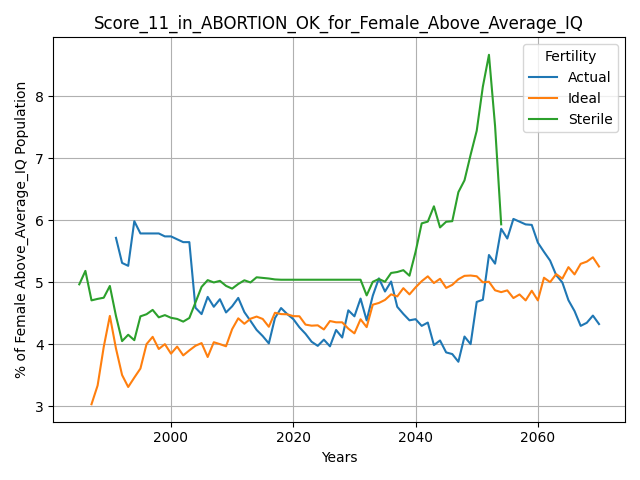 Score_11_in_ABORTION_OK_for_Female_Above_Average_IQ
% of Female Above_Average_IQ Population
8
7
6
5
4
3
Fertility
Actual
Ideal
Sterile
2000
2020
2040
2060
Years